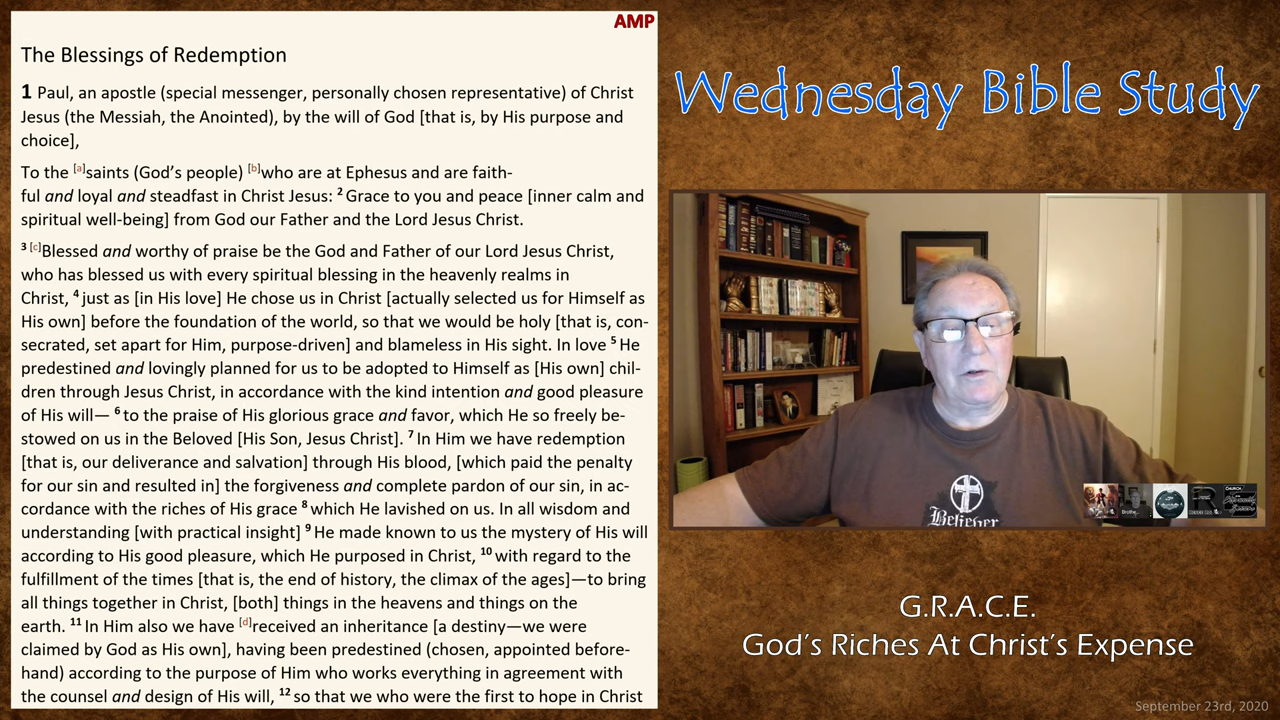 AMP
The Blessings of Redemption
1 Paul, an apostle (special messenger, personally chosen representative) of Christ
Jesus (the Messiah, the Anointed), by the will of God [that is, by His purpose and
choice],
To the [a]saints (God’s people) [b]who are at Ephesus and are faith-
ful and loyal and steadfast in Christ Jesus: 2 Grace to you and peace [inner calm and
spiritual well-being] from God our Father and the Lord Jesus Christ.
3 [c]Blessed and worthy of praise be the God and Father of our Lord Jesus Christ,
who has blessed us with every spiritual blessing in the heavenly realms in
Christ, 4 just as [in His love] He chose us in Christ [actually selected us for Himself as
His own] before the foundation of the world, so that we would be holy [that is, con-
secrated, set apart for Him, purpose-driven] and blameless in His sight. In love 5 He
predestined and lovingly planned for us to be adopted to Himself as [His own] chil-
dren through Jesus Christ, in accordance with the kind intention and good pleasure
of His will— 6 to the praise of His glorious grace and favor, which He so freely be-
stowed on us in the Beloved [His Son, Jesus Christ]. 7 In Him we have redemption
[that is, our deliverance and salvation] through His blood, [which paid the penalty
for our sin and resulted in] the forgiveness and complete pardon of our sin, in ac-
cordance with the riches of His grace 8 which He lavished on us. In all wisdom and
understanding [with practical insight] 9 He made known to us the mystery of His will
according to His good pleasure, which He purposed in Christ, 10 with regard to the
fulfillment of the times [that is, the end of history, the climax of the ages]—to bring
all things together in Christ, [both] things in the heavens and things on the
earth. 11 In Him also we have [d]received an inheritance [a destiny—we were
claimed by God as His own], having been predestined (chosen, appointed before-
hand) according to the purpose of Him who works everything in agreement with
the counsel and design of His will, 12 so that we who were the first to hope in Christ
Wednesday Bible Study
Believer
Brothe..
G.R.A.C.E.
God’s Riches At Christ’s Expense
September 23rd, 2020